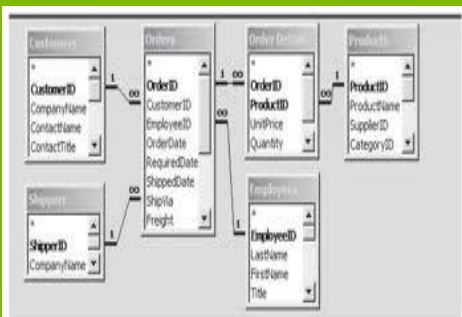 Customers
*
CustomerID
CompanyName
ContactName
ContactTitle
Orders
*
OrderID
CustomerID
EmployeeID
OrderDate
RequiredDate
ShippedDate
ShipVia
Freight
Order Details
*
OrderID
ProductID
UnitPrice
Quantity
Products
*
ProductID
ProductName
SupplierID
CategoryID
Shippers
*
ShipperID
CompanyName
Employees
*
EmployeeID
LastName
FirstName
Title
1
∞
1
∞
∞
1
∞
1
∞
1